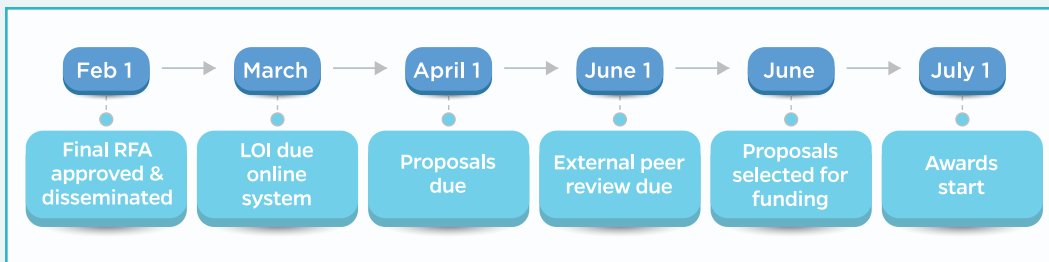 Feb 1
March
April 1
June 1
June
July 1
Final RFA
approved &
disseminated
LOI due
online
system
Proposals
due
External peer
review due
Proposals
selected for
funding
Awards
start